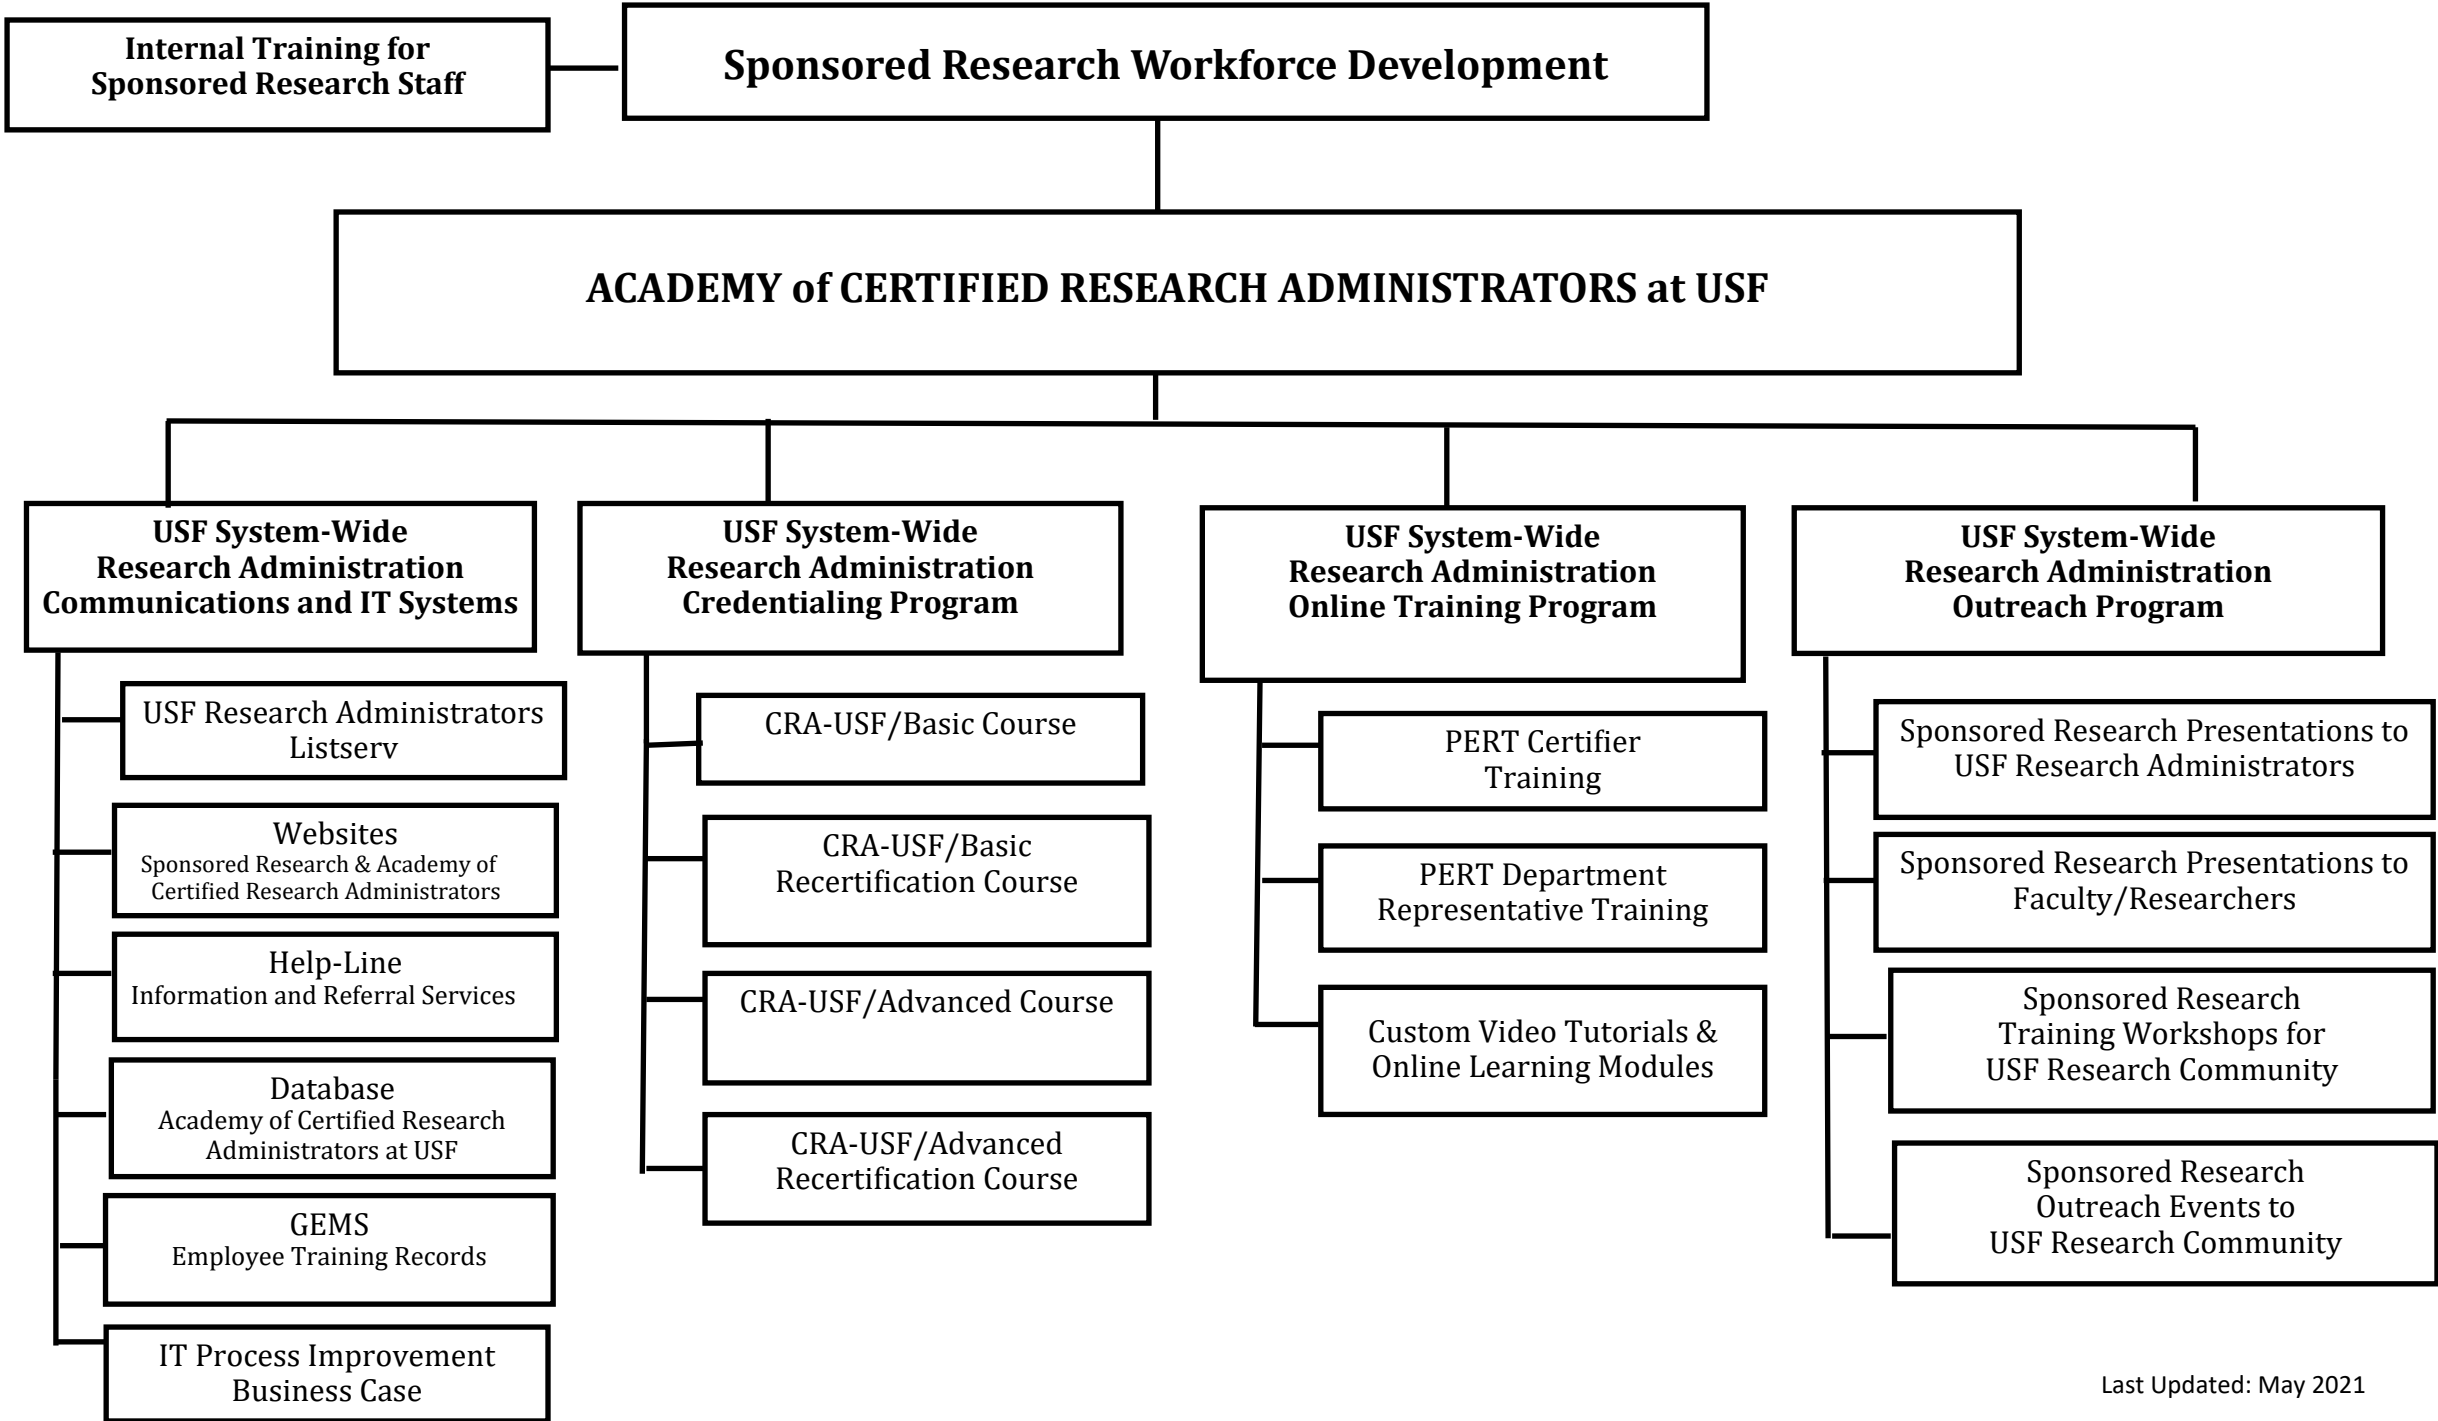 Internal Training for
Sponsored Research Staff
Sponsored Research Workforce Development
ACADEMY of CERTIFIED RESEARCH ADMINISTRATORS at USF
USF System-Wide
Research Administration
Communications and IT Systems
USF Research Administrators
Listserv
Websites
Sponsored Research & Academy of
Certified Research Administrators
Help-Line
Information and Referral Services
Database
Academy of Certified Research
Administrators at USF
GEMS
Employee Training Records
IT Process Improvement
Business Case
USF System-Wide
Research Administration
Credentialing Program
CRA-USF/Basic Course
CRA-USF/Basic
Recertification Course
CRA-USF/Advanced Course
CRA-USF/Advanced
Recertification Course
USF System-Wide
Research Administration
Online Training Program
PERT Certifier
Training
PERT Department
Representative Training
Custom Video Tutorials &
Online Learning Modules
USF System-Wide
Research Administration
Outreach Program
Sponsored Research Presentations to
USF Research Administrators
Sponsored Research Presentations to
Faculty/Researchers
Sponsored Research
Training Workshops for
USF Research Community
Sponsored Research
Outreach Events to
USF Research Community
Last Updated: May 2021